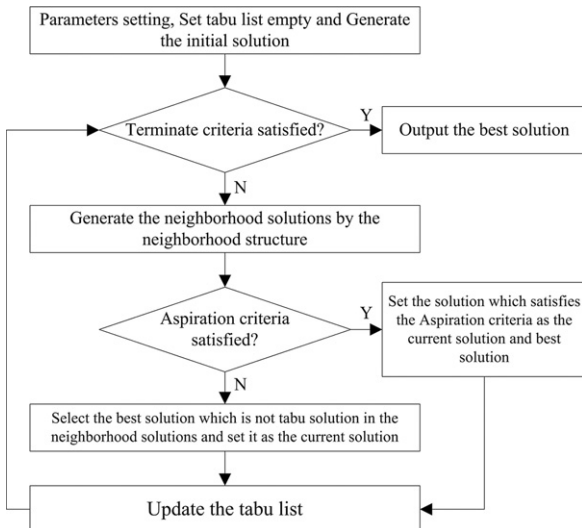 Parameters setting, Set tabu list empty and Generate
the initial solution
Terminate criteria satisfied?
Y
Output the best solution
N
Generate the neighborhood solutions by the
neighborhood structure
Aspiration criteria
satisfied?
Y
Set the solution which satisfies
the Aspiration criteria as the
current solution and best
solution
N
Select the best solution which is not tabu solution in the
neighborhood solutions and set it as the current solution
Update the tabu list